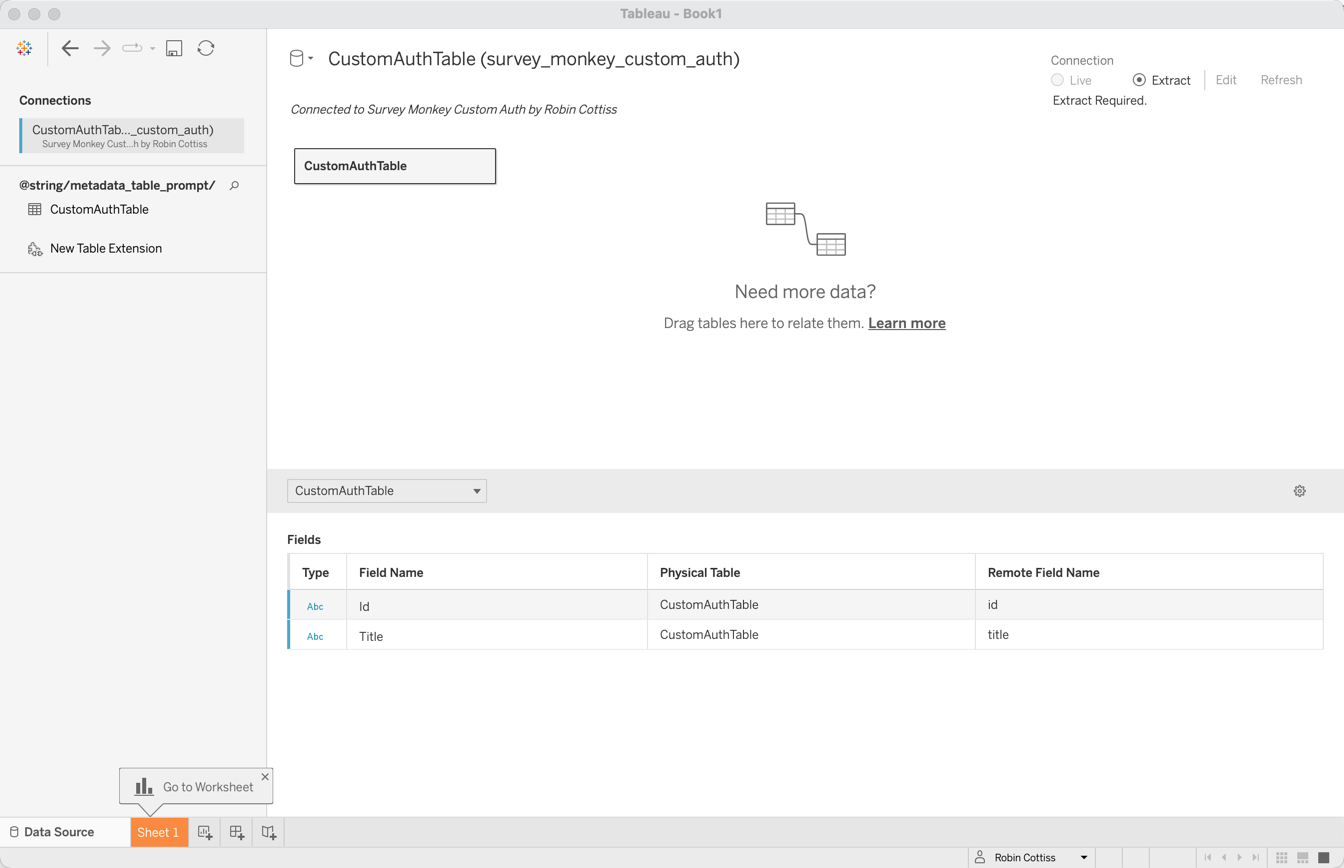 Tableau - Book1
Connections
CustomAuthTab..._custom_auth)
Survey Monkey Cust...h by Robin Cottiss
@string/metadata_table_prompt/
CustomAuthTable
New Table Extension
CustomAuthTable (survey_monkey_custom_auth)
Connected to Survey Monkey Custom Auth by Robin Cottiss
Connection
Live Extract Edit Refresh
Extract Required.
CustomAuthTable
Need more data?
Drag tables here to relate them. Learn more
CustomAuthTable
Fields
Type Field Name Physical Table Remote Field Name
Abc Id CustomAuthTable id
Abc Title CustomAuthTable title
Go to Worksheet
Data Source Sheet 1
Robin Cottiss